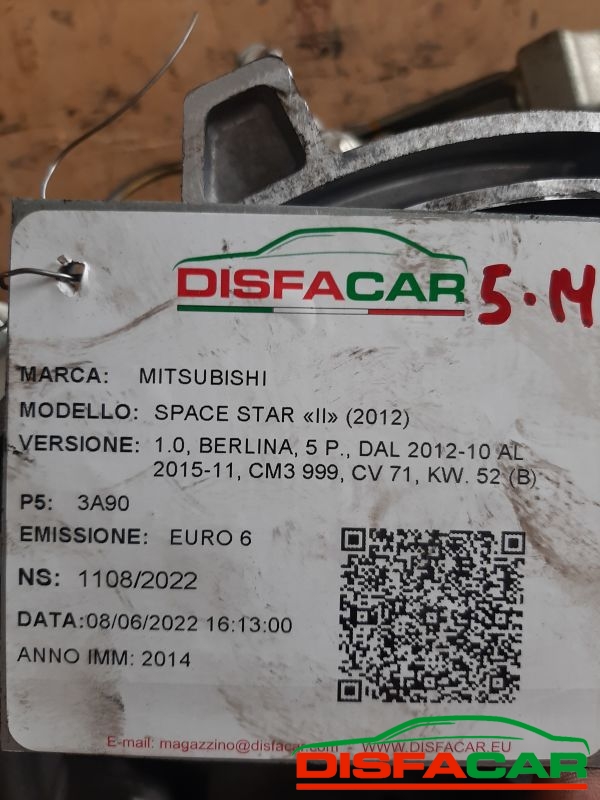 DISFACAR
5.14
MARCA: MITSUBISHI
MODELLO: SPACE STAR «II» (2012)
VERSIONE: 1.0, BERLINA, 5 P., DAL 2012-10 AL
2015-11, CM3 999, CV 71, KW. 52 (B)
P5: 3A90
EMISSIONE: EURO 6
NS: 1108/2022
DATA:08/06/2022 16:13:00
ANNO IMM: 2014
E-mail: magazzino@disfacar.com WWW.DISFACAR.EU
DISFACAR